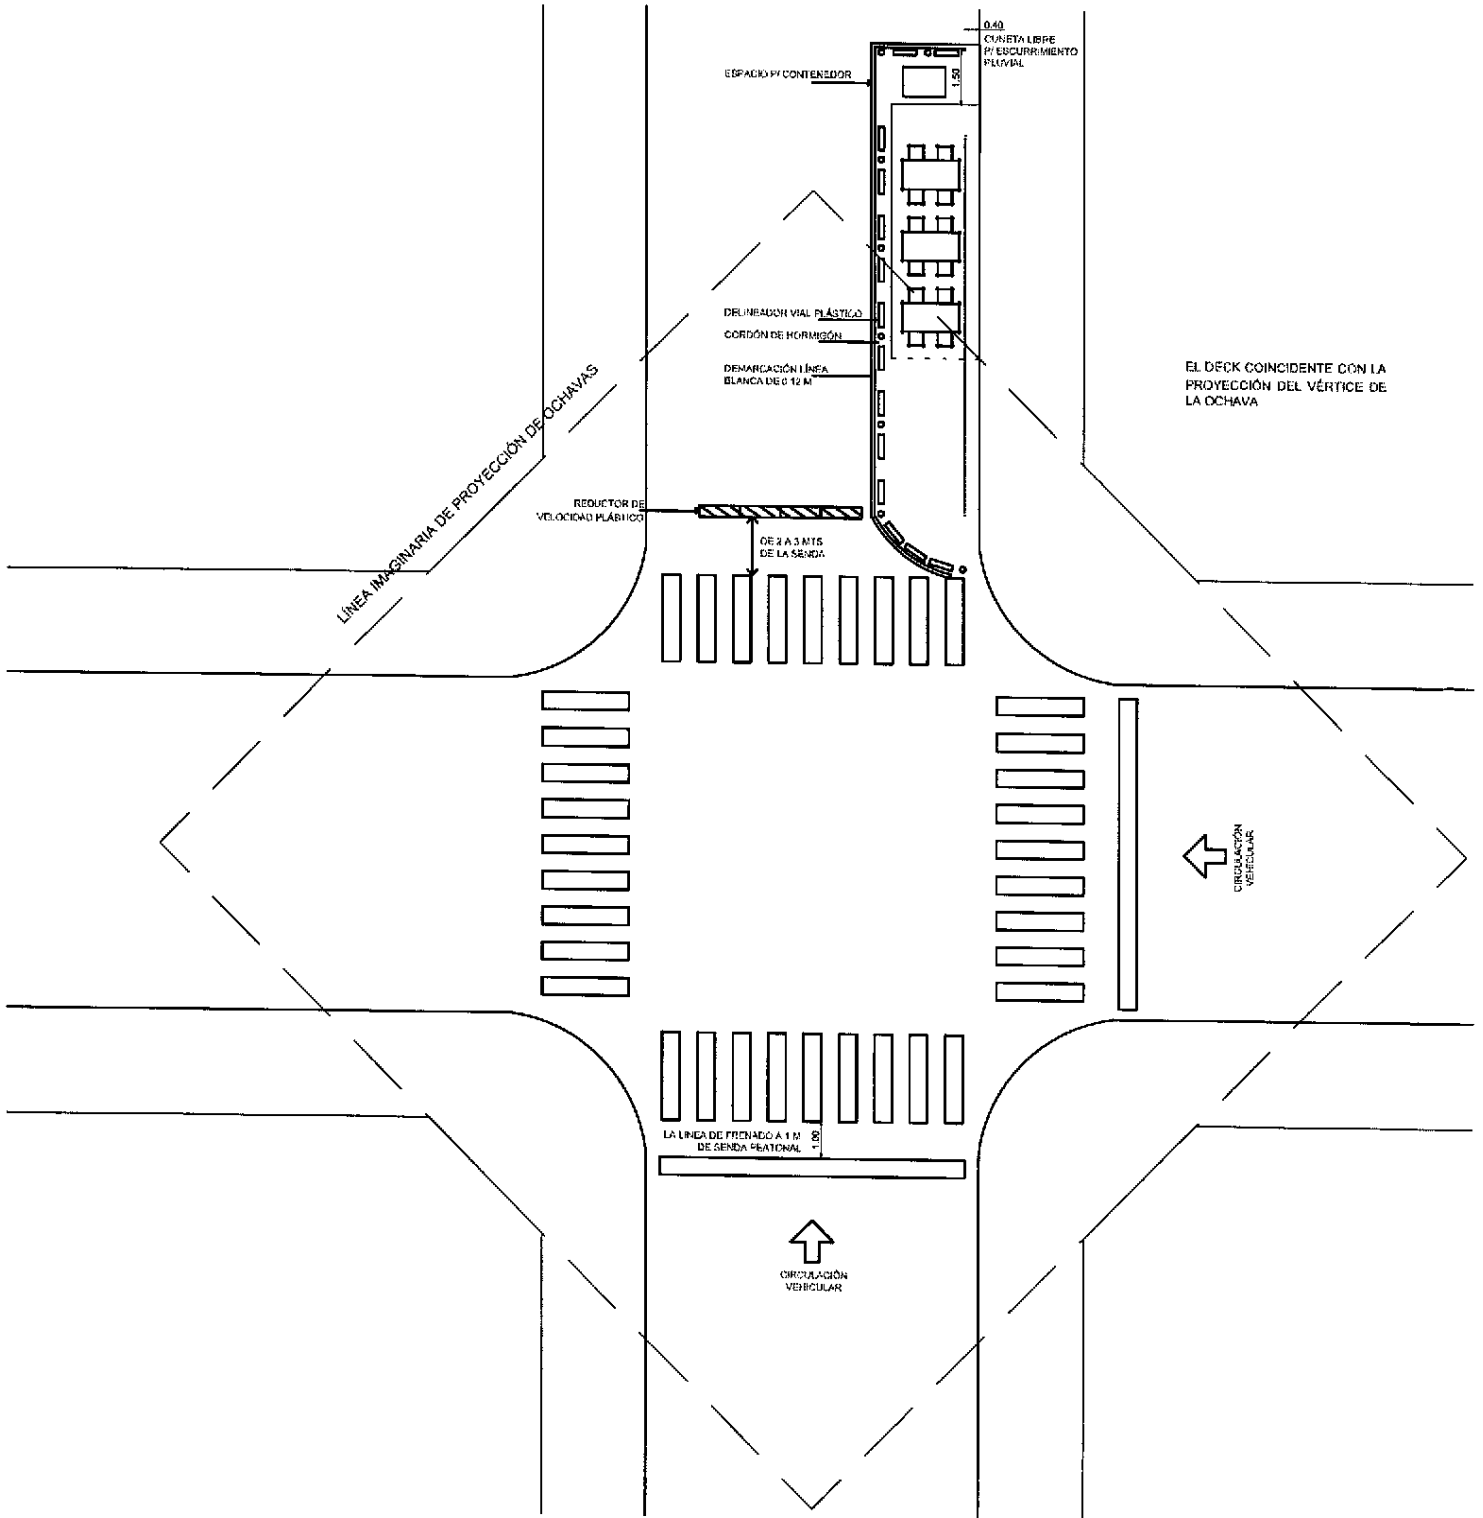 0.40
CUNETA LIBRE
P/ ESCURRIMIENTO
PLUVIAL
ESPACIO P/ CONTENEDOR
1.50
DELINEADOR VIAL PLÁSTICO
CORDÓN DE HORMIGÓN
DEMARCACIÓN LÍNEA
BLANCA DE 0.12 M
EL DECK COINCIDENTE CON LA
PROYECCIÓN DEL VÉRTICE DE
LA OCHAVA
LÍNEA IMAGINARIA DE PROYECCIÓN DE OCHAVAS
REDUCTOR DE
VELOCIDAD PLÁSTICO
DE 2 A 3 MTS
DE LA SENDA
CIRCULACIÓN
VEHICULAR
LA LINEA DE FRENADO A 1 M
DE SENDA PEATONAL
1.00
CIRCULACIÓN
VEHICULAR